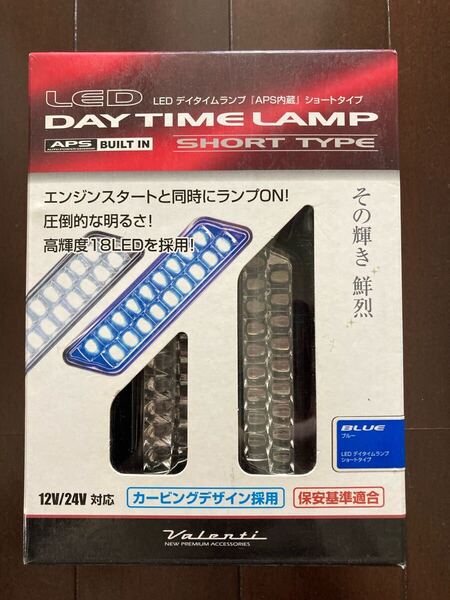 LED
LED デイタイムランプ「APS内蔵」ショートタイプ
DAY TIME LAMP
APS BUILT IN
AUTO POWER SENSOR
SHORT TYPE
エンジンスタートと同時にランプON!
圧倒的な明るさ!
高輝度18LEDを採用!
その輝き 鮮烈
BLUE
ブルー
LED デイタイムランプ
ショートタイプ
12V/24V 対応
カービングデザイン採用
保安基準適合
Valenti
NEW PREMIUM ACCESSORIES